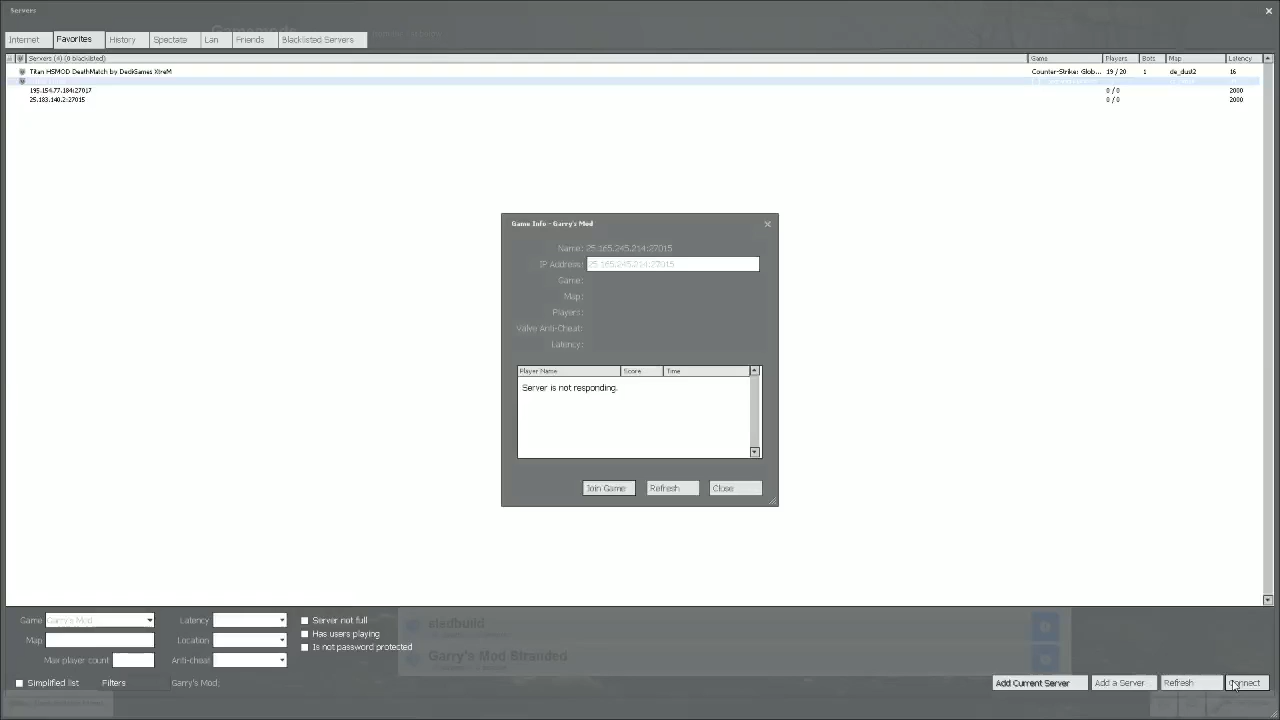 Servers
Internet Favorites History Spectate Lan Friends Blacklisted Servers
Servers (4) (0 blacklisted) Game Players Bots Map Latency
Titan HSMOD DeathMatch by DediGames XtreM Counter-Strike: Glob... 19 / 20 1 de_dust2 16
195.154.77.184:27017 0 / 0 2000
25.183.140.2:27015 0 / 0 2000
Game Info - Garry's Mod
Name: 25.165.245.214:27015
IP Address: 25.165.245.214:27015
Game:
Map:
Players:
Valve Anti-Cheat:
Latency:
Player Name Score Time
Server is not responding.
Join Game Refresh Close
Game Garry's Mod Latency Server not full
Map Location Has users playing
Max player count Anti-cheat Is not password protected
sledbuild
Garry's Mod Stranded
Simplified list Filters Garry's Mod; Add Current Server Add a Server Refresh Connect